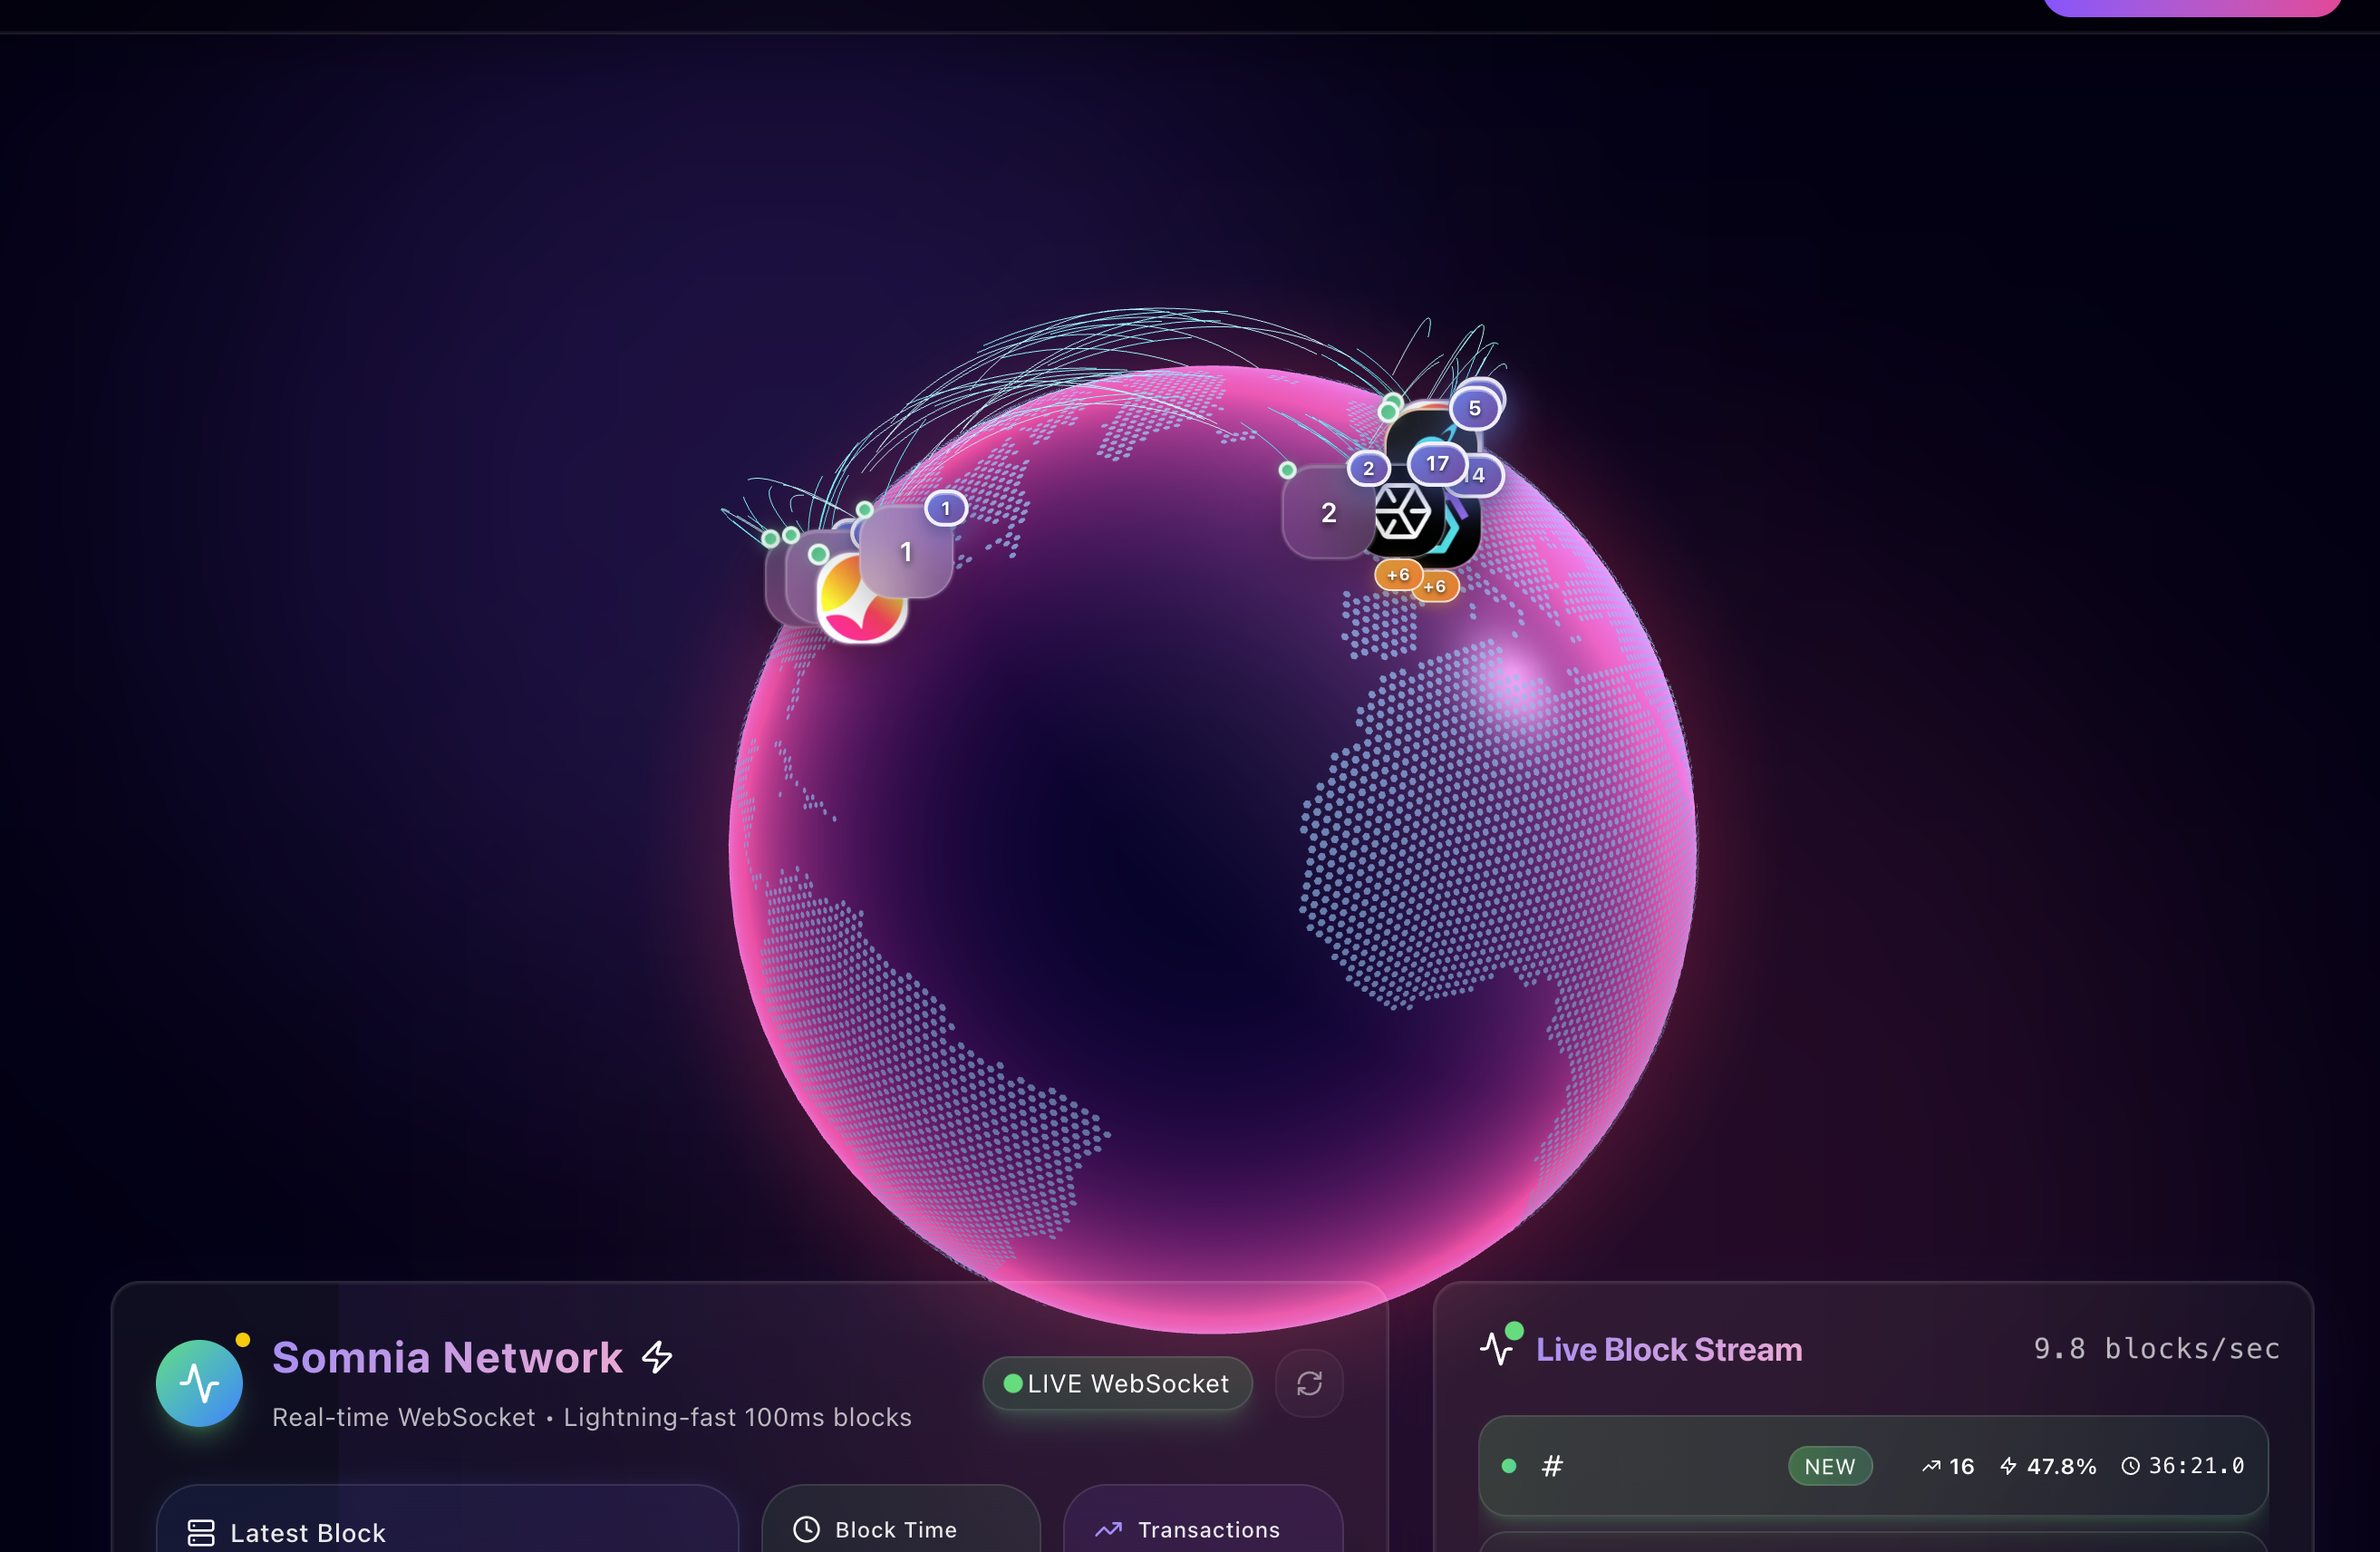 5
17
14
2
2
1
1
+6
+6
Somnia Network
Real-time WebSocket • Lightning-fast 100ms blocks
LIVE WebSocket
Latest Block
Block Time
Transactions
Live Block Stream
9.8 blocks/sec
# NEW 16 47.8% 36:21.0